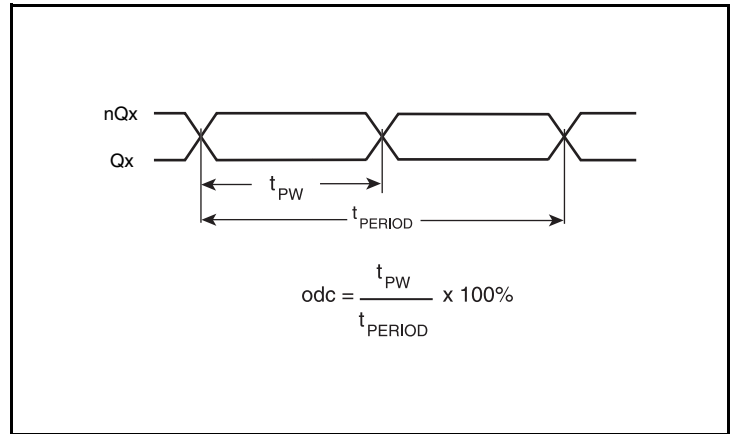 nQx
Qx
tPW
tPERIOD
odc = tPW / tPERIOD x 100%